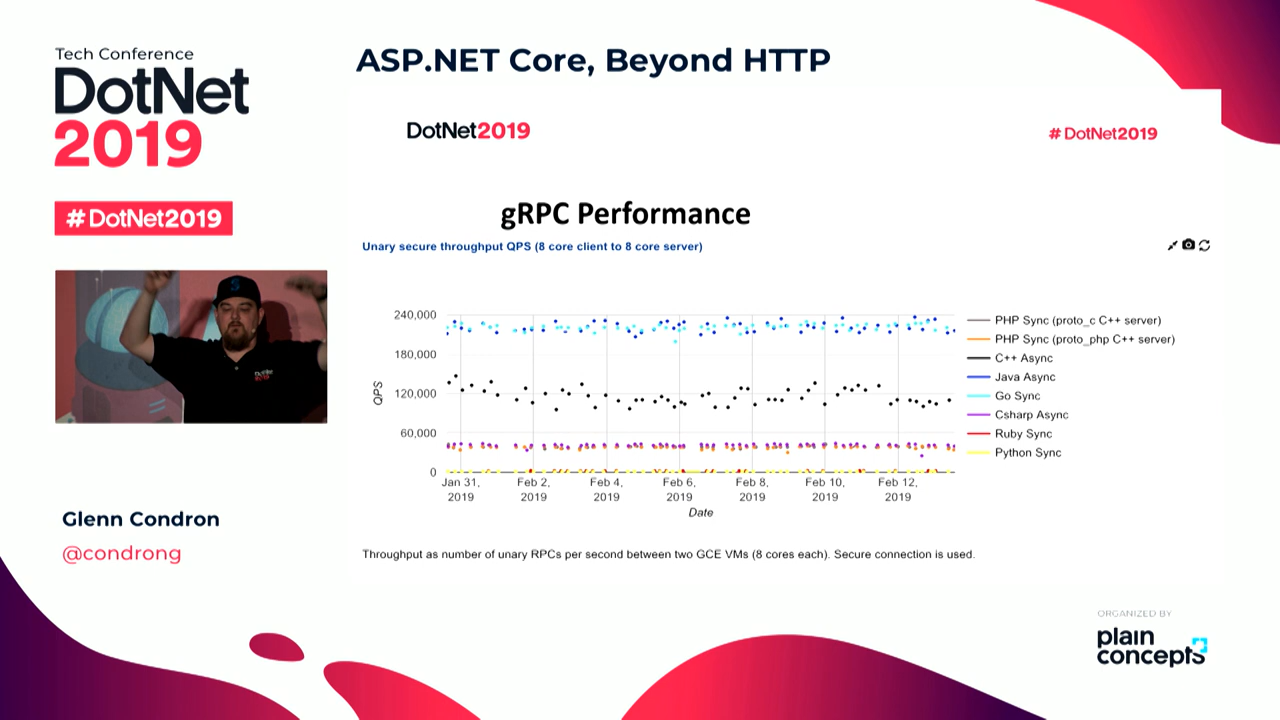 Tech Conference
DotNet
2019
#DotNet2019
Glenn Condron
@condrong
ASP.NET Core, Beyond HTTP
DotNet2019
#DotNet2019
gRPC Performance
Unary secure throughput QPS (8 core client to 8 core server)
QPS
240,000
180,000
120,000
60,000
0
Jan 31, 2019
Feb 2, 2019
Feb 4, 2019
Feb 6, 2019
Feb 8, 2019
Feb 10, 2019
Feb 12, 2019
Date
PHP Sync (proto_c C++ server)
PHP Sync (proto_php C++ server)
C++ Async
Java Async
Go Sync
Csharp Async
Ruby Sync
Python Sync
Throughput as number of unary RPCs per second between two GCE VMs (8 cores each). Secure connection is used.
ORGANIZED BY
plain
concepts